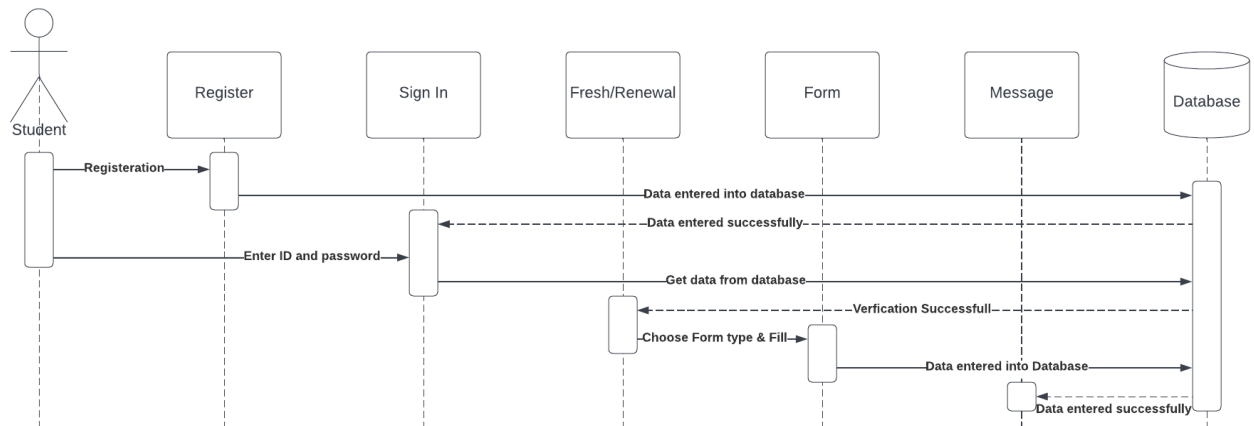 Register
Sign In
Fresh/Renewal
Form
Message
Database
Student
Registeration
Data entered into database
Data entered successfully
Enter ID and password
Get data from database
Verfication Successfull
Choose Form type & Fill
Data entered into Database
Data entered successfully